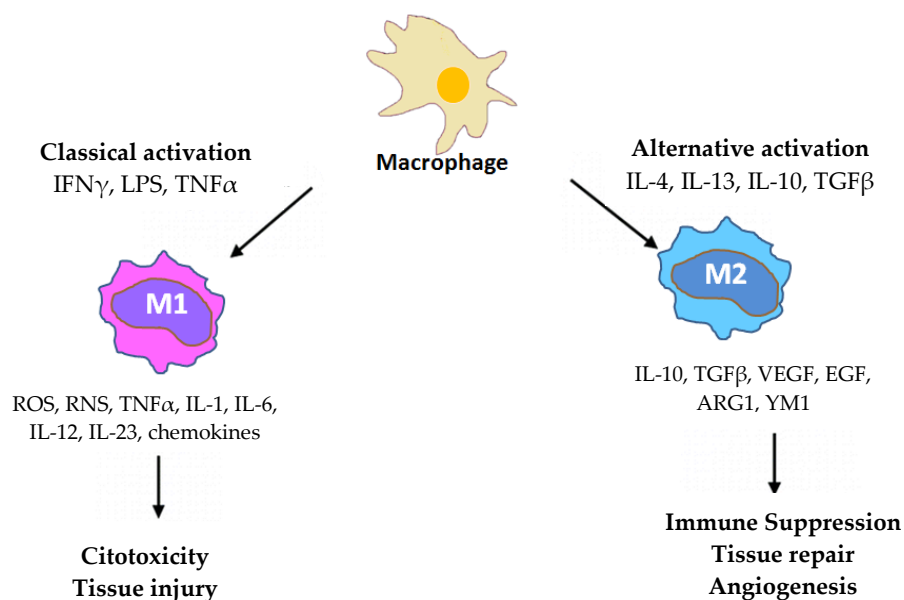 Macrophage
Classical activation
IFNγ, LPS, TNFα
Alternative activation
IL-4, IL-13, IL-10, TGFβ
M1
M2
ROS, RNS, TNFα, IL-1, IL-6,
IL-12, IL-23, chemokines
IL-10, TGFβ, VEGF, EGF,
ARG1, YM1
Citotoxicity
Tissue injury
Immune Suppression
Tissue repair
Angiogenesis